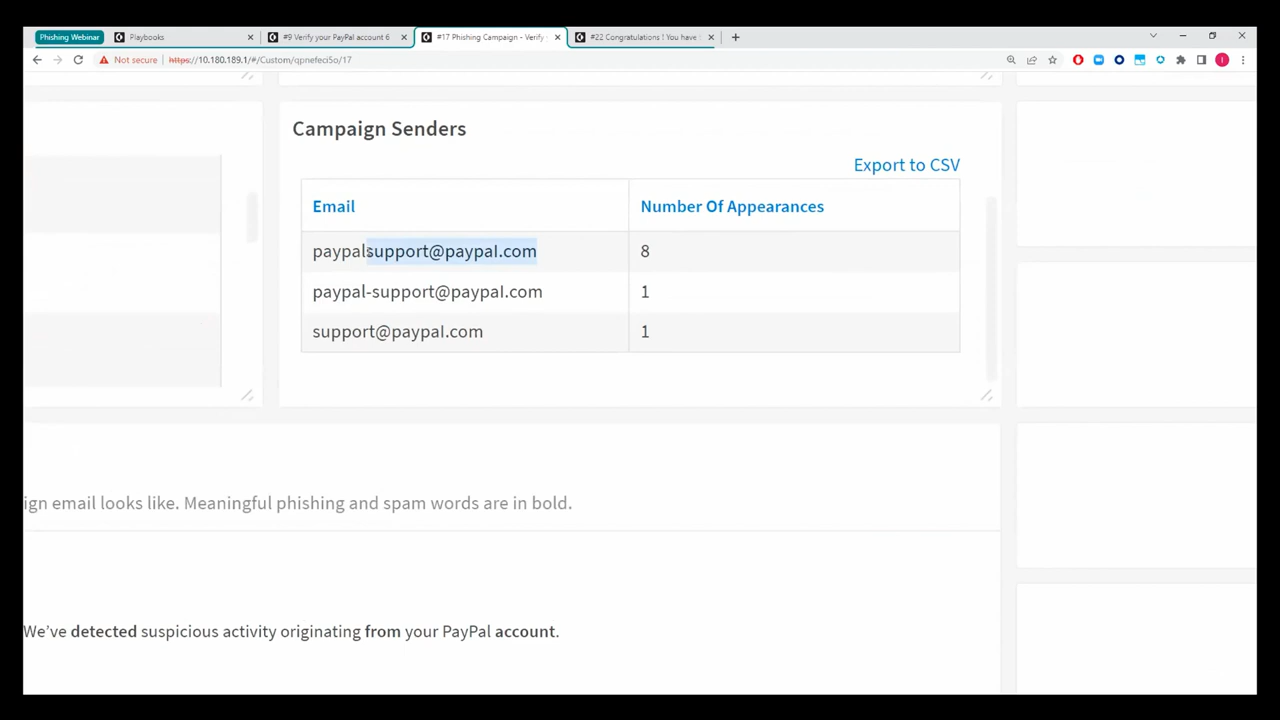 Phishing Webinar
Playbooks
#9 Verify your PayPal account 6
#17 Phishing Campaign - Verify
#22 Congratulations ! You have
Not secure
https://10.180.189.1/#/Custom/qpnefeci5o/17
Campaign Senders
Export to CSV
Email Number Of Appearances
paypalsupport@paypaI.com 8
paypal-support@paypaI.com 1
support@paypaI.com 1
ign email looks like. Meaningful phishing and spam words are in bold.
We've detected suspicious activity originating from your PayPal account.